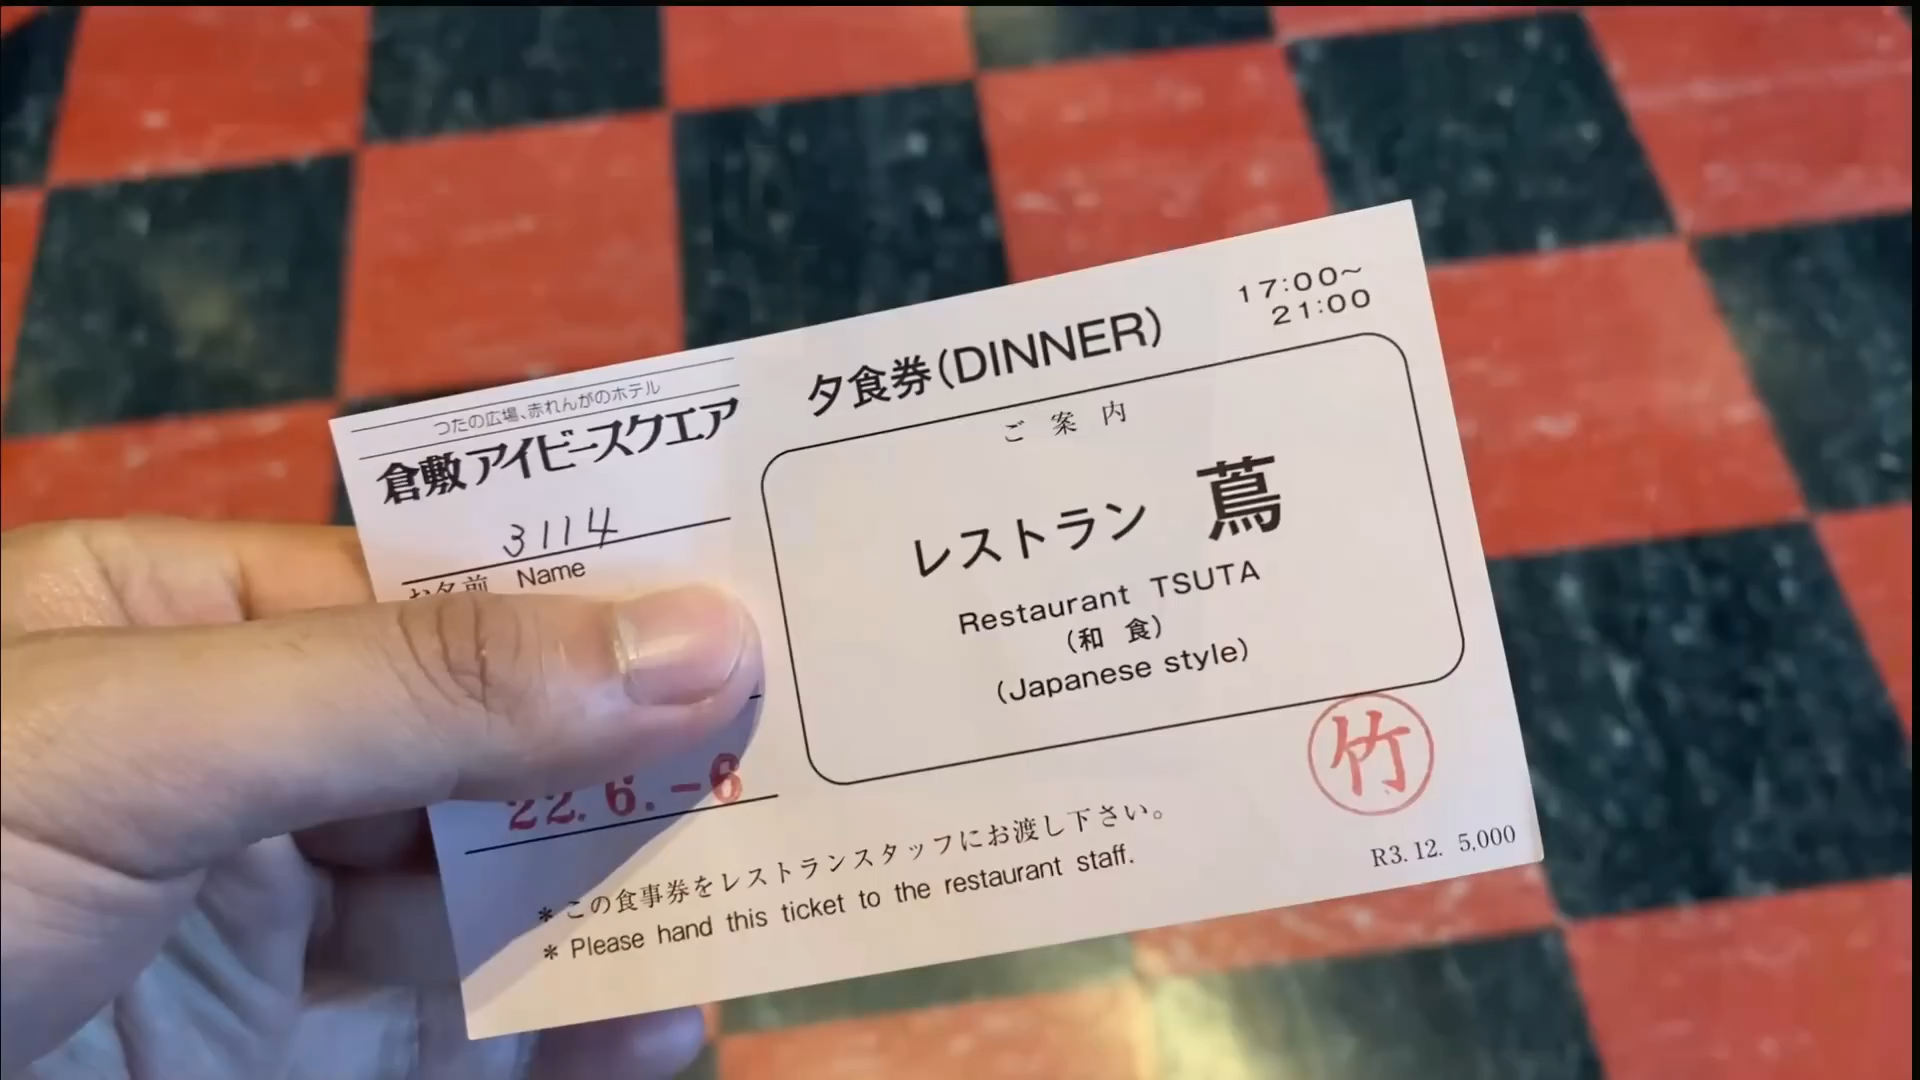 つたの広場、赤れんがのホテル
倉敷アイビースクエア
3114
お名前 Name
22. 6. -6
夕食券(DINNER)
17:00~
21:00
ご案内
レストラン 蔦
Restaurant TSUTA
(和食)
(Japanese style)
竹
*この食事券をレストランスタッフにお渡し下さい。
* Please hand this ticket to the restaurant staff.
R3.12. 5,000